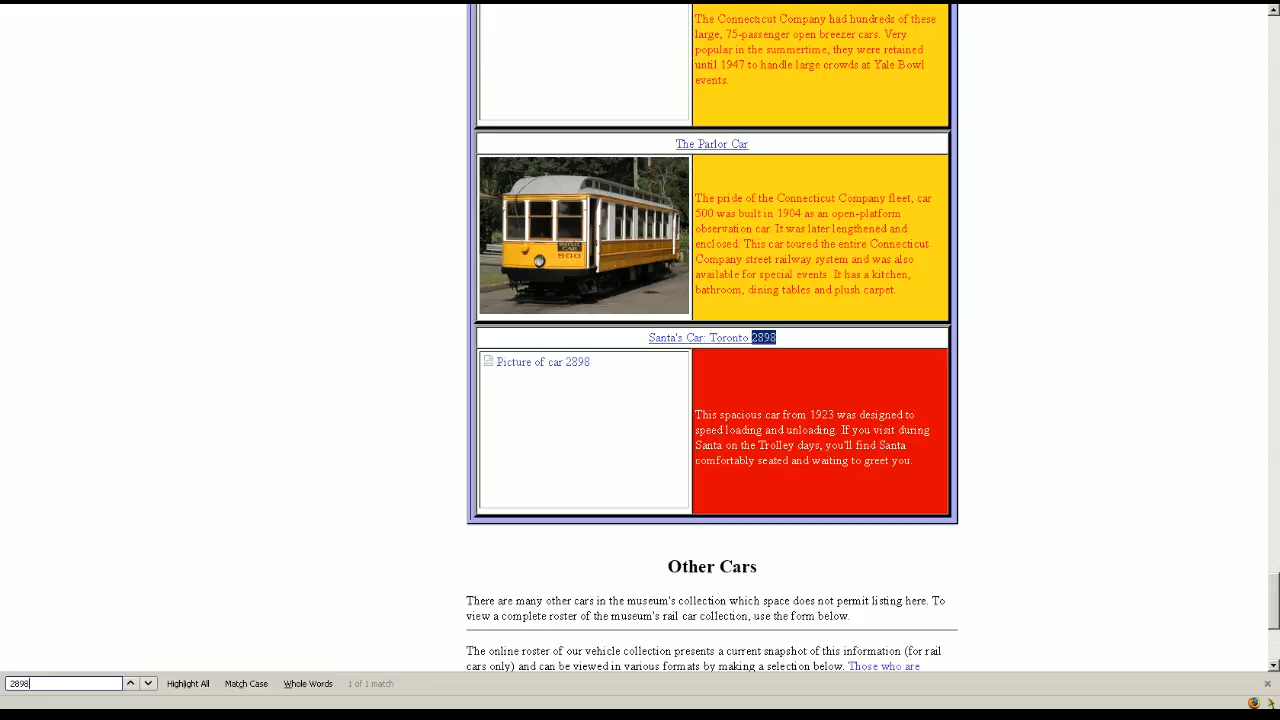 The Connecticut Company had hundreds of these
large, 75-passenger open breezer cars. Very
popular in the summertime, they were retained
until 1947 to handle large crowds at Yale Bowl
events.
The Parlor Car
The pride of the Connecticut Company fleet, car
500 was built in 1904 as an open-platform
observation car. It was later lengthened and
enclosed. This car toured the entire Connecticut
Company street railway system and was also
available for special events. It has a kitchen,
bathroom, dining tables and plush carpet.
500
Santa's Car: Toronto 2898
Picture of car 2898
This spacious car from 1923 was designed to
speed loading and unloading. If you visit during
Santa on the Trolley days, you'll find Santa
comfortably seated and waiting to greet you.
Other Cars
There are many other cars in the museum's collection which space does not permit listing here. To
view a complete roster of the museum's rail car collection, use the form below.
The online roster of our vehicle collection presents a current snapshot of this information (for rail
cars only) and can be viewed in various formats by making a selection below. Those who are
2898
Highlight All
Match Case
Whole Words
1 of 1 match